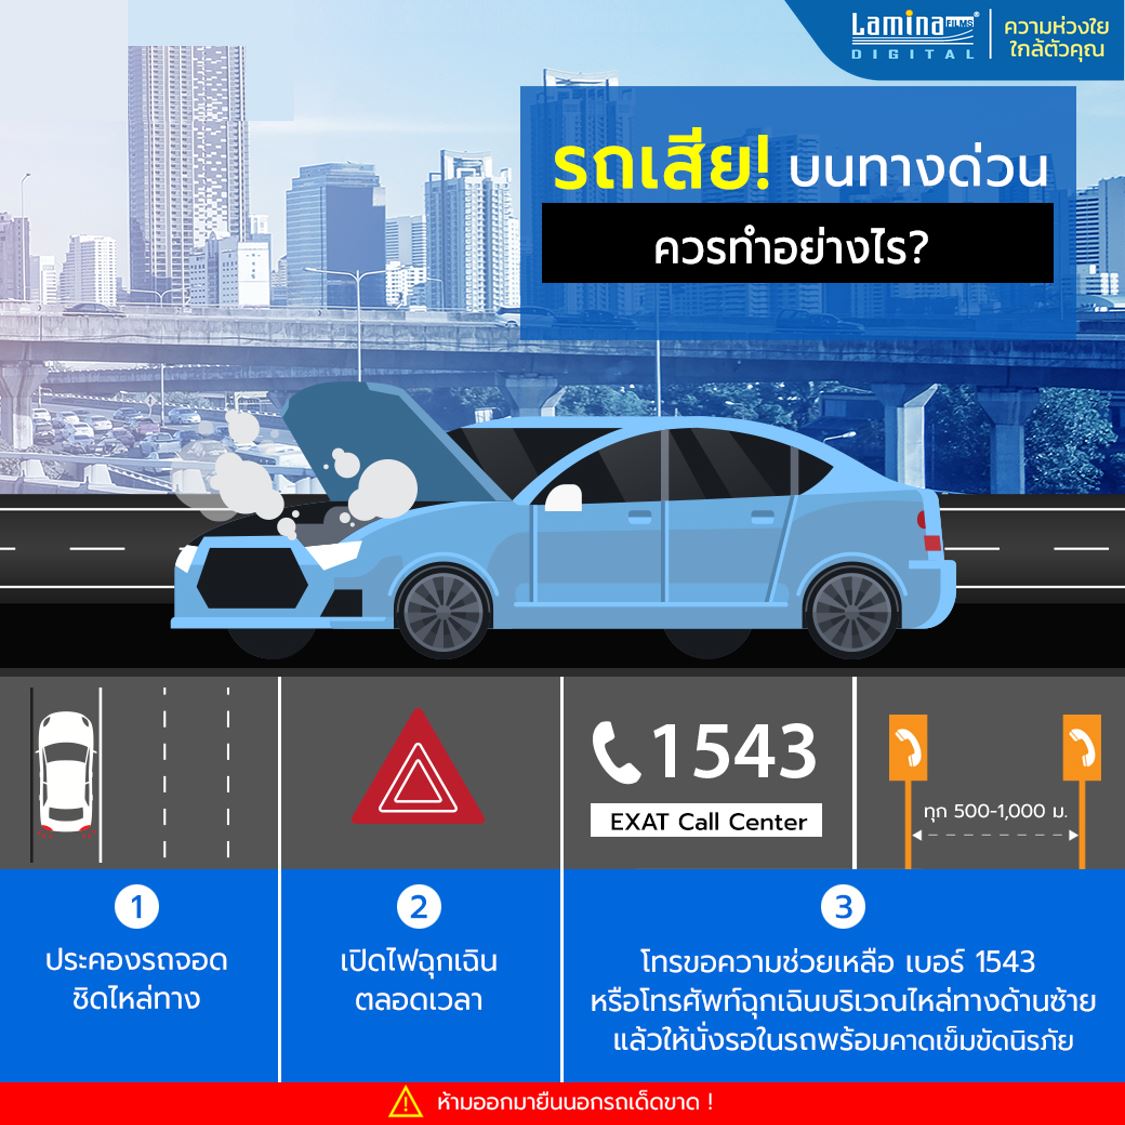 Lamina FILMS®
DIGITAL
ความห่วงใย
ใกล้ตัวคุณ
รถเสีย! บนทางด่วน
ควรทำอย่างไร?
1543
EXAT Call Center
ทุก 500-1,000 ม.
1
ประคองรถจอด
ชิดไหล่ทาง
2
เปิดไฟฉุกเฉิน
ตลอดเวลา
3
โทรขอความช่วยเหลือ เบอร์ 1543
หรือโทรศัพท์ฉุกเฉินบริเวณไหล่ทางด้านซ้าย
แล้วให้นั่งรอในรถพร้อมคาดเข็มขัดนิรภัย
ห้ามออกมายืนนอกรถเด็ดขาด !